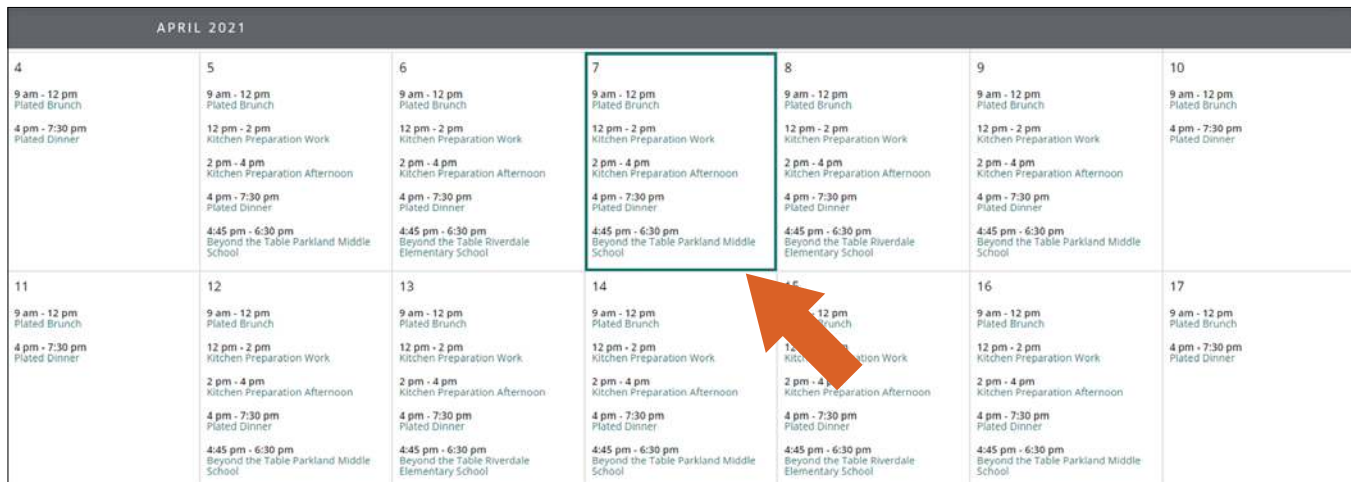 APRIL 2021
4
9 am - 12 pm
Plated Brunch
4 pm - 7:30 pm
Plated Dinner
5
9 am - 12 pm
Plated Brunch
12 pm - 2 pm
Kitchen Preparation Work
2 pm - 4 pm
Kitchen Preparation Afternoon
4 pm - 7:30 pm
Plated Dinner
4:45 pm - 6:30 pm
Beyond the Table Parkland Middle
School
6
9 am - 12 pm
Plated Brunch
12 pm - 2 pm
Kitchen Preparation Work
2 pm - 4 pm
Kitchen Preparation Afternoon
4 pm - 7:30 pm
Plated Dinner
4:45 pm - 6:30 pm
Beyond the Table Riverdale
Elementary School
7
9 am - 12 pm
Plated Brunch
12 pm - 2 pm
Kitchen Preparation Work
2 pm - 4 pm
Kitchen Preparation Afternoon
4 pm - 7:30 pm
Plated Dinner
4:45 pm - 6:30 pm
Beyond the Table Parkland Middle
School
8
9 am - 12 pm
Plated Brunch
12 pm - 2 pm
Kitchen Preparation Work
2 pm - 4 pm
Kitchen Preparation Afternoon
4 pm - 7:30 pm
Plated Dinner
4:45 pm - 6:30 pm
Beyond the Table Riverdale
Elementary School
9
9 am - 12 pm
Plated Brunch
12 pm - 2 pm
Kitchen Preparation Work
2 pm - 4 pm
Kitchen Preparation Afternoon
4 pm - 7:30 pm
Plated Dinner
4:45 pm - 6:30 pm
Beyond the Table Parkland Middle
School
10
9 am - 12 pm
Plated Brunch
4 pm - 7:30 pm
Plated Dinner
11
9 am - 12 pm
Plated Brunch
4 pm - 7:30 pm
Plated Dinner
12
9 am - 12 pm
Plated Brunch
12 pm - 2 pm
Kitchen Preparation Work
2 pm - 4 pm
Kitchen Preparation Afternoon
4 pm - 7:30 pm
Plated Dinner
4:45 pm - 6:30 pm
Beyond the Table Parkland Middle
School
13
9 am - 12 pm
Plated Brunch
12 pm - 2 pm
Kitchen Preparation Work
2 pm - 4 pm
Kitchen Preparation Afternoon
4 pm - 7:30 pm
Plated Dinner
4:45 pm - 6:30 pm
Beyond the Table Riverdale
Elementary School
14
9 am - 12 pm
Plated Brunch
12 pm - 2 pm
Kitchen Preparation Work
2 pm - 4 pm
Kitchen Preparation Afternoon
4 pm - 7:30 pm
Plated Dinner
4:45 pm - 6:30 pm
Beyond the Table Parkland Middle
School
12 pm
12
Work
2 pm - 4
Kitchen Preparation Afternoon
4 pm - 7:30 pm
Plated Dinner
4:45 pm - 6:30 pm
Beyond the Table Riverdale
Elementary School
16
9 am - 12 pm
Plated Brunch
12 pm - 2 pm
Kitchen Preparation Work
2 pm - 4 pm
Kitchen Preparation Afternoon
4 pm - 7:30 pm
Plated Dinner
4:45 pm - 6:30 pm
Beyond the Table Parkland Middle
School
17
9 am - 12 pm
Plated Brunch
4 pm - 7:30 pm
Plated Dinner